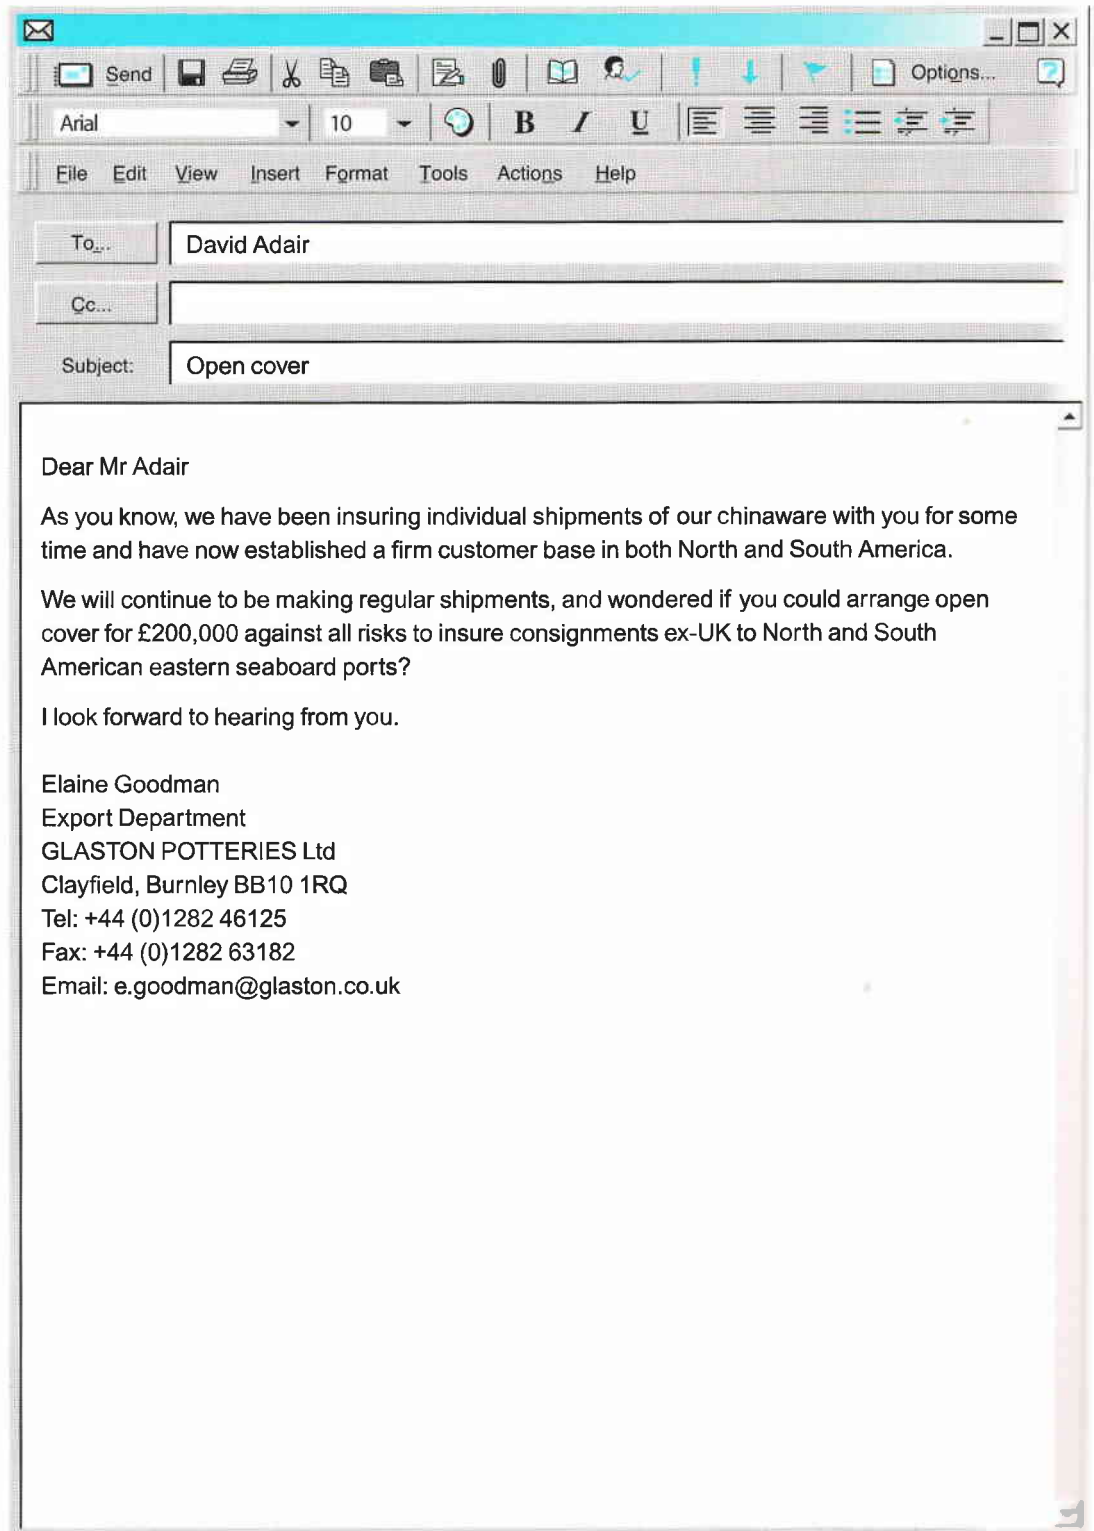 Send
Options...
Arial
10
B I U
File Edit View Insert Format Tools Actions Help
To... David Adair
Cc...
Subject: Open cover
Dear Mr Adair
As you know, we have been insuring individual shipments of our chinaware with you for some
time and have now established a firm customer base in both North and South America.
We will continue to be making regular shipments, and wondered if you could arrange open
cover for £200,000 against all risks to insure consignments ex-UK to North and South
American eastern seaboard ports?
I look forward to hearing from you.
Elaine Goodman
Export Department
GLASTON POTTERIES Ltd
Clayfield, Burnley BB10 1RQ
Tel: +44 (0)1282 46125
Fax: +44 (0)1282 63182
Email: e.goodman@glaston.co.uk